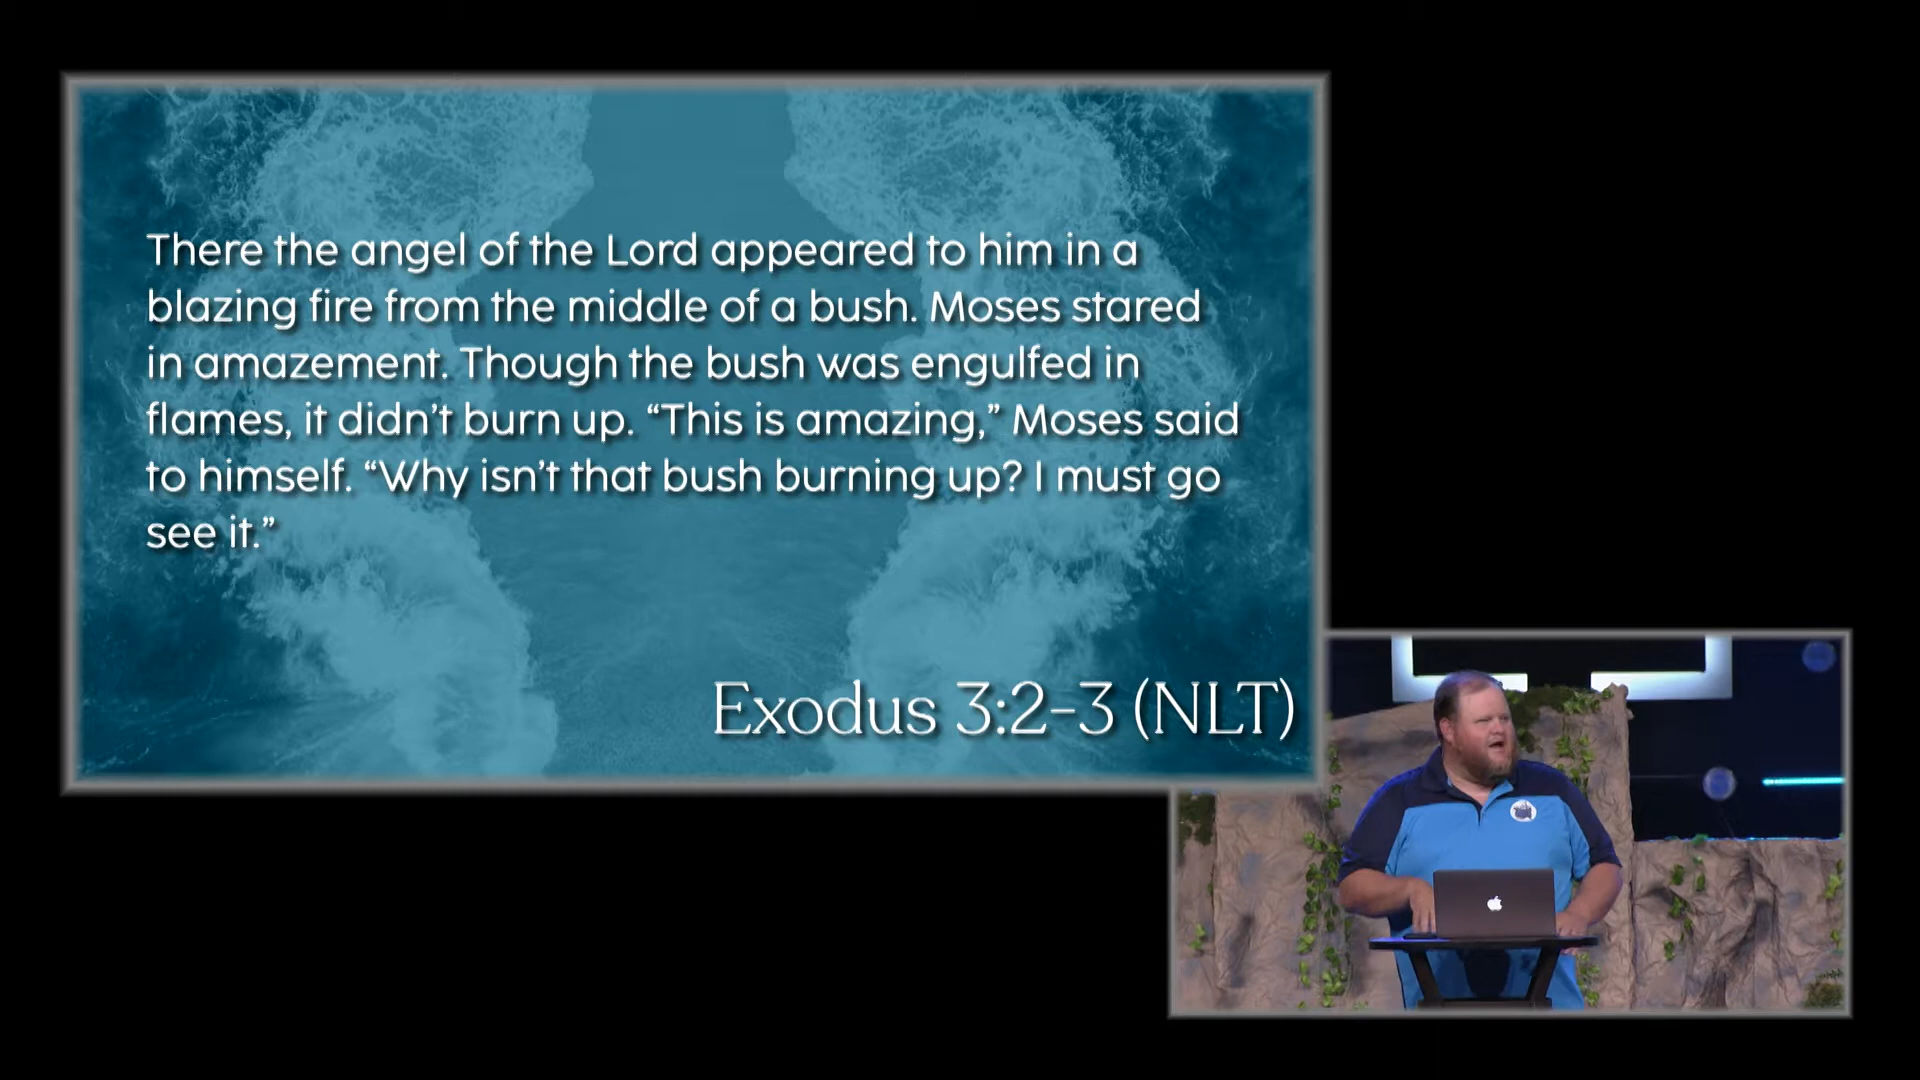 There the angel of the Lord appeared to him in a
blazing fire from the middle of a bush. Moses stared
in amazement. Though the bush was engulfed in
flames, it didn’t burn up. “This is amazing,” Moses said
to himself. “Why isn’t that bush burning up? I must go
see it.”
Exodus 3:2-3 (NLT)